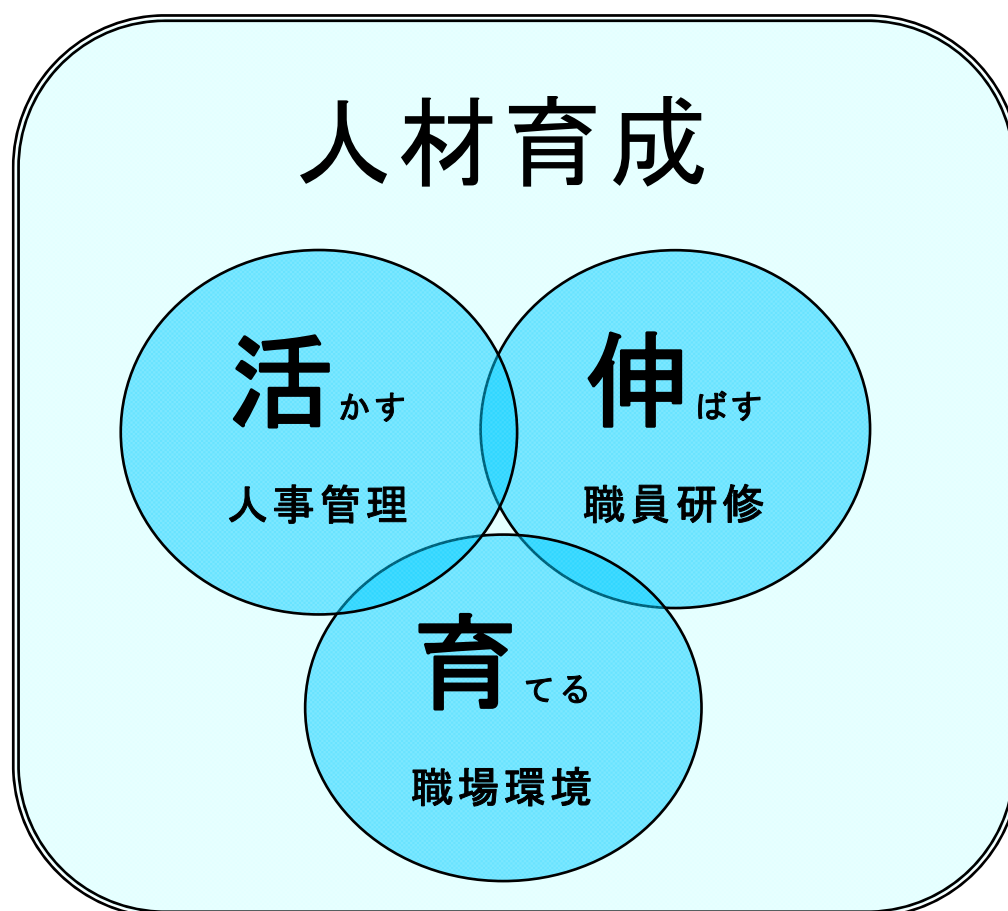 人材育成
活かす
人事管理
伸ばす
職員研修
育てる
職場環境